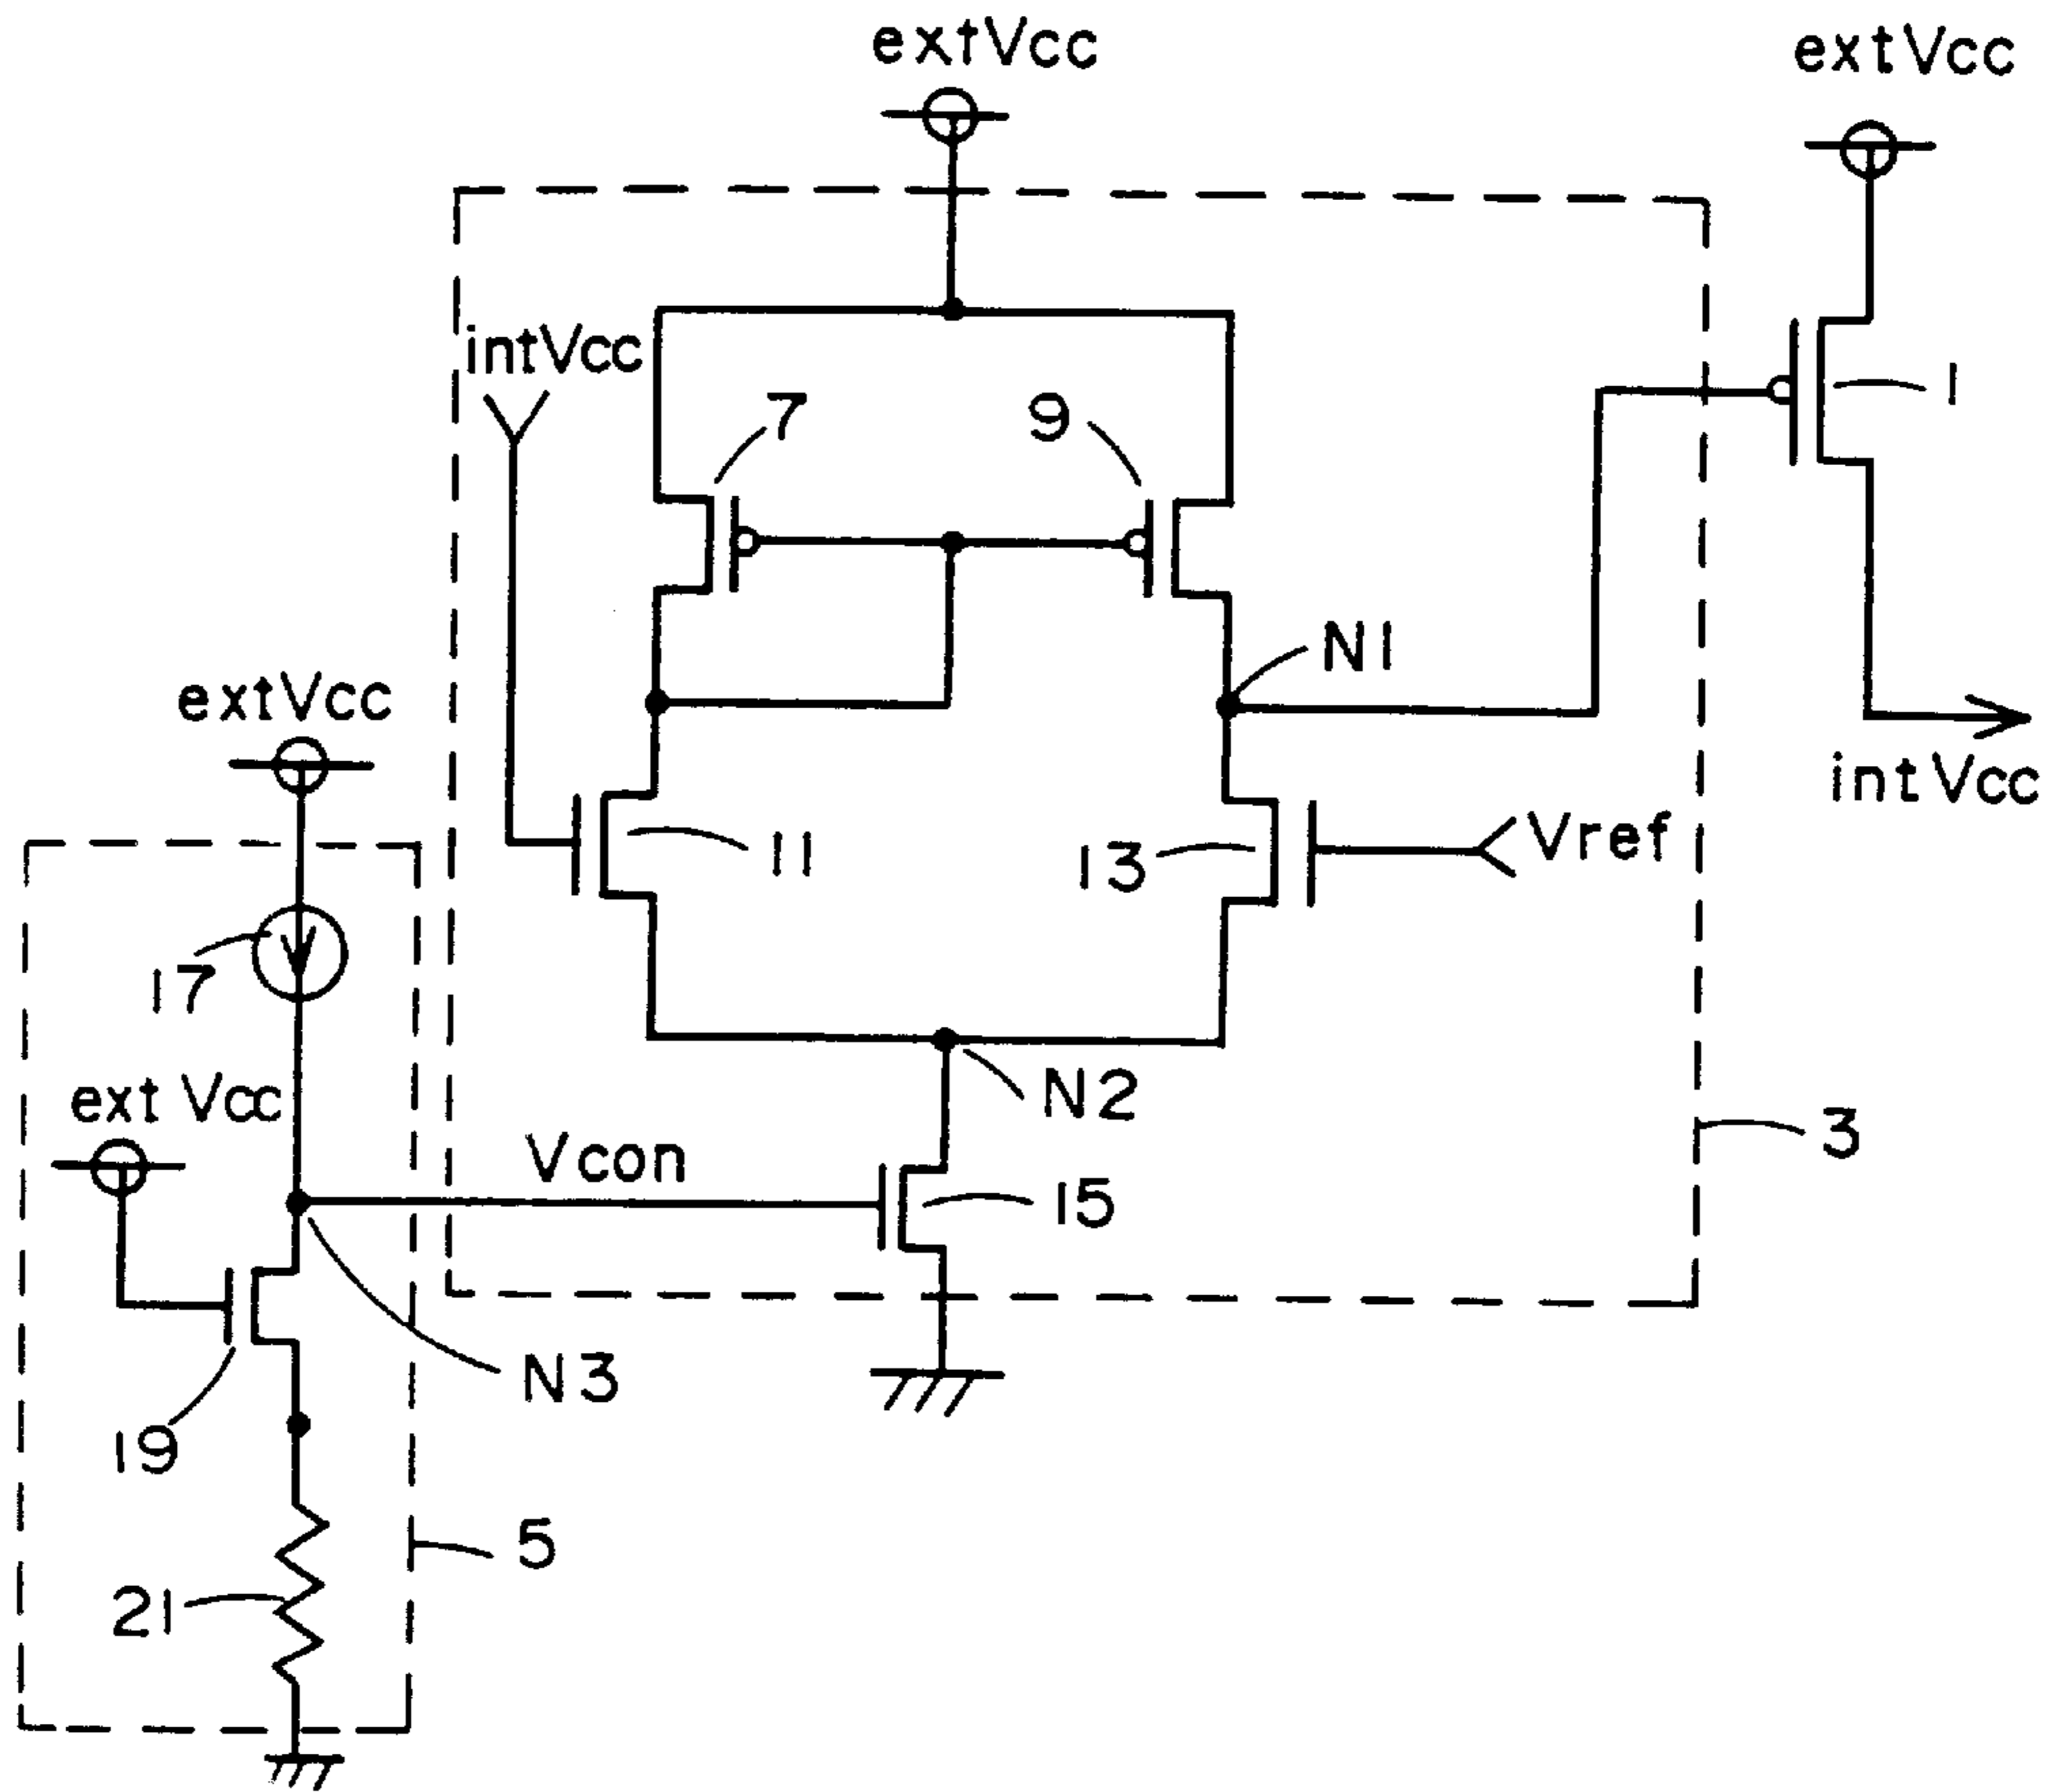 extVcc
extVcc
intVcc
7
9
1
N1
extVcc
intVcc
11
13
Vref
17
ext Vcc
N2
3
Vcon
15
N3
19
5
21